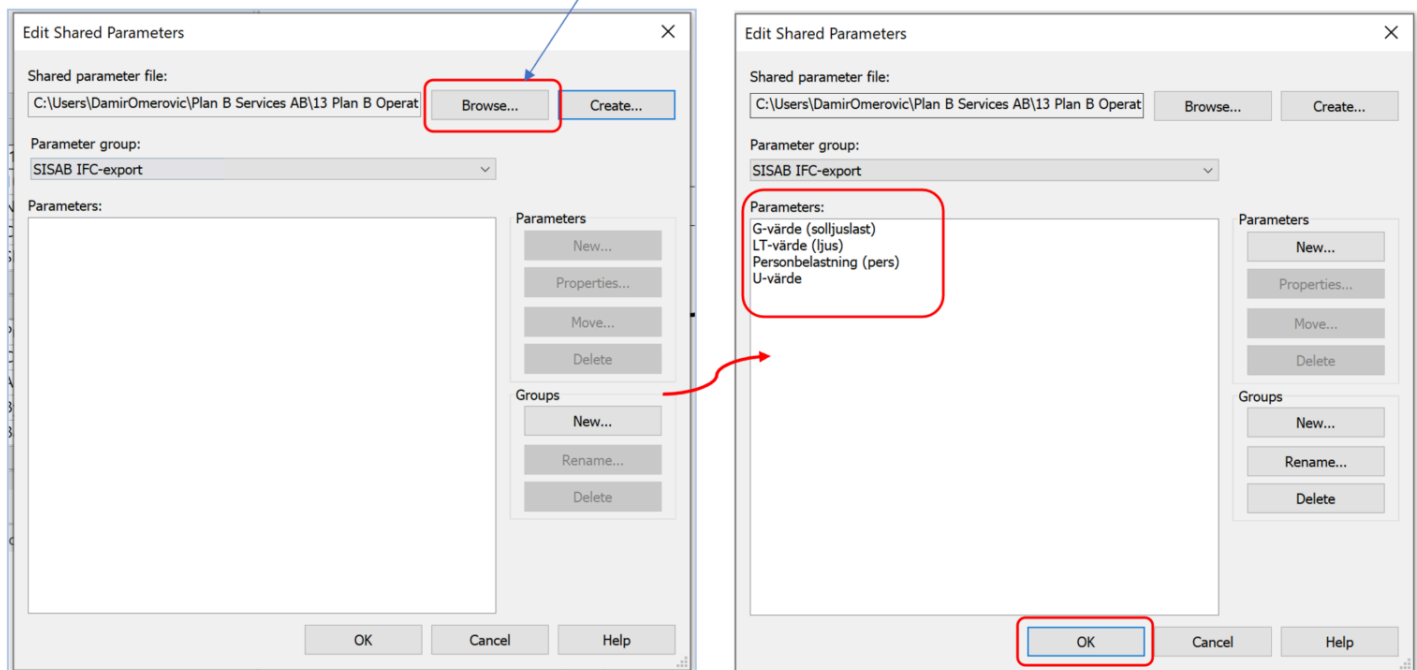 Edit Shared Parameters
Shared parameter file:
C:\Users\DamirOmerovic\Plan B Services AB\13 Plan B Operat
Browse...
Create...
Parameter group:
SISAB IFC-export
Parameters:
Parameters
New...
Properties...
Move...
Delete
Groups
New...
Rename...
Delete
OK
Cancel
Help
Edit Shared Parameters
Shared parameter file:
C:\Users\DamirOmerovic\Plan B Services AB\13 Plan B Operat
Browse...
Create...
Parameter group:
SISAB IFC-export
Parameters:
G-värde (solljuslast)
LT-värde (ljus)
Personbelastning (pers)
U-värde
Parameters
New...
Properties...
Move...
Delete
Groups
New...
Rename...
Delete
OK
Cancel
Help